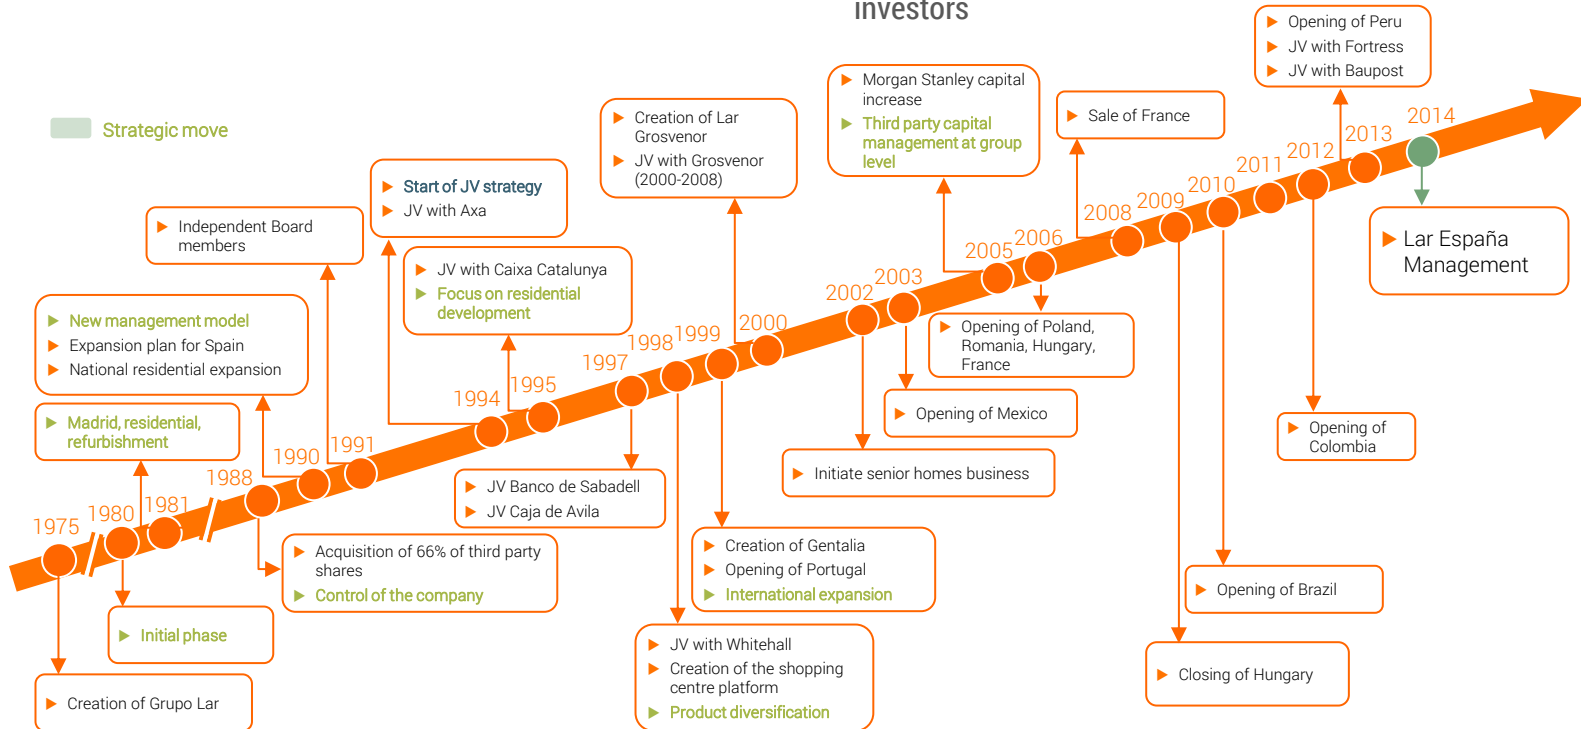 investors
Strategic move
1975
1980
1981
1988
1990
1991
1994
1995
1997
1998
1999
2000
2002
2003
2005
2006
2008
2009
2010
2011
2012
2013
2014
Creation of Grupo Lar
Initial phase
Madrid, residential,
refurbishment
Acquisition of 66% of third party
shares
Control of the company
New management model
Expansion plan for Spain
National residential expansion
Independent Board
members
Start of JV strategy
JV with Axa
JV with Caixa Catalunya
Focus on residential
development
JV Banco de Sabadell
JV Caja de Avila
JV with Whitehall
Creation of the shopping
centre platform
Product diversification
Creation of Gentalia
Opening of Portugal
International expansion
Creation of Lar
Grosvenor
JV with Grosvenor
(2000-2008)
Initiate senior homes business
Opening of Mexico
Morgan Stanley capital
increase
Third party capital
management at group
level
Opening of Poland,
Romania, Hungary,
France
Sale of France
Closing of Hungary
Opening of Brazil
Opening of
Colombia
Opening of Peru
JV with Fortress
JV with Baupost
Lar España
Management